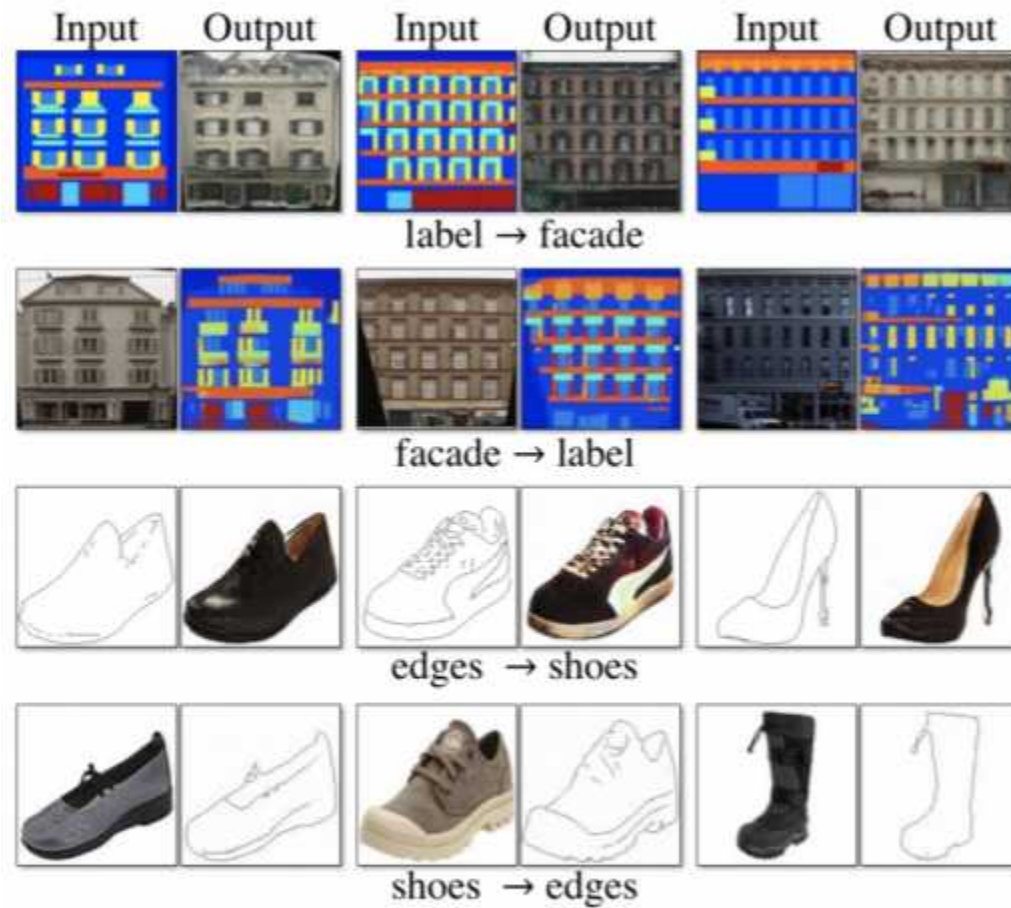 Input Output Input Output Input Output
label → facade
facade → label
edges → shoes
shoes → edges